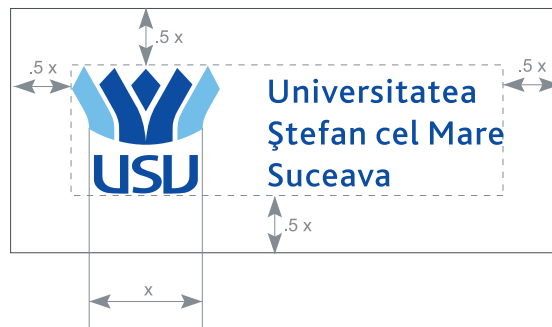 .5 x
.5 x
.5 x
Universitatea
Ştefan cel Mare
Suceava
USU
.5 x
x